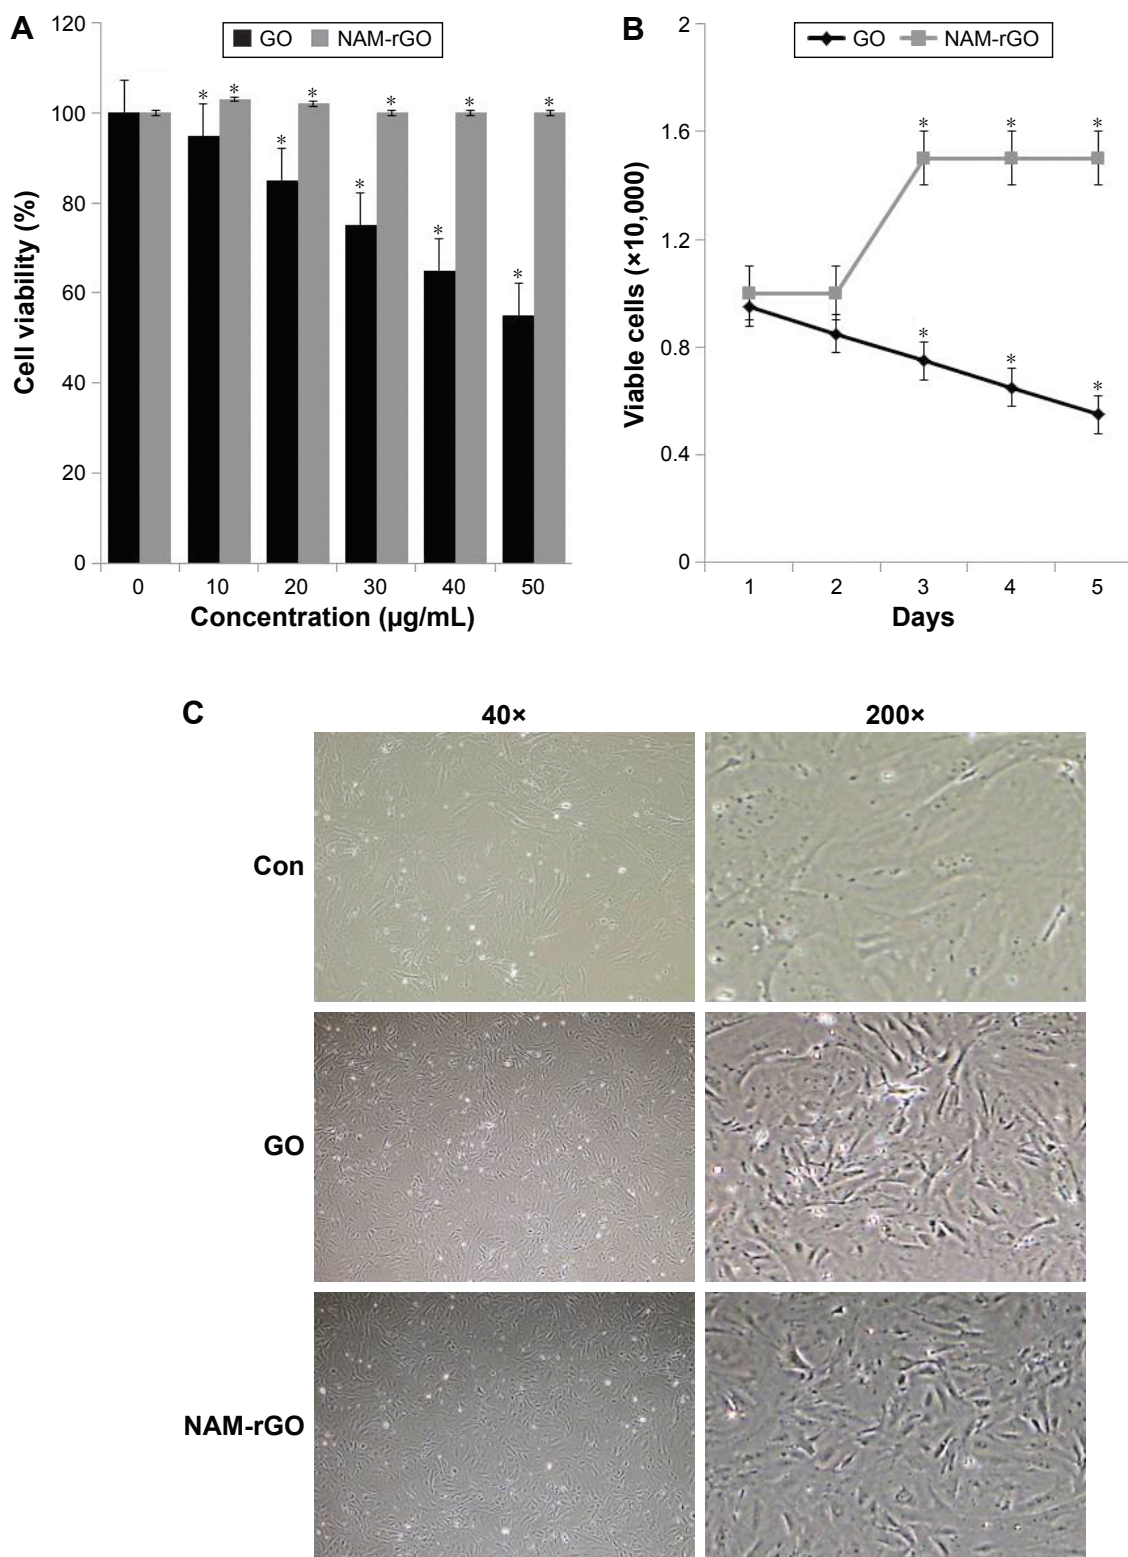 A
GO NAM-rGO
120
100
80
60
40
20
0
Cell viability (%)
* * * * * * * * * *
0 10 20 30 40 50
Concentration (µg/mL)
B
GO NAM-rGO
2
1.6
1.2
0.8
0.4
0
Viable cells (×10,000)
* * * * * *
1 2 3 4 5
Days
C
40× 200×
Con
GO
NAM-rGO